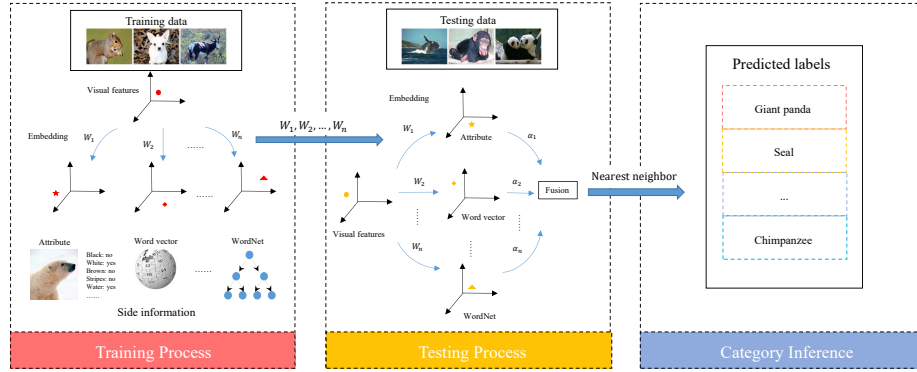 Training data
Visual features
Embedding
W₁
W₂
......
Wₙ
......
Attribute
Word vector
WordNet
Black: no
White: yes
Brown: no
Stripes: no
Water: yes
......
......
Side information
Training Process
W₁, W₂, ..., Wₙ
Testing data
Embedding
W₁
Attribute
α₁
W₂
α₂
Word vector
Fusion
Visual features
......
......
......
Wₙ
αₙ
WordNet
Testing Process
Nearest neighbor
Predicted labels
Giant panda
Seal
...
Chimpanzee
Category Inference